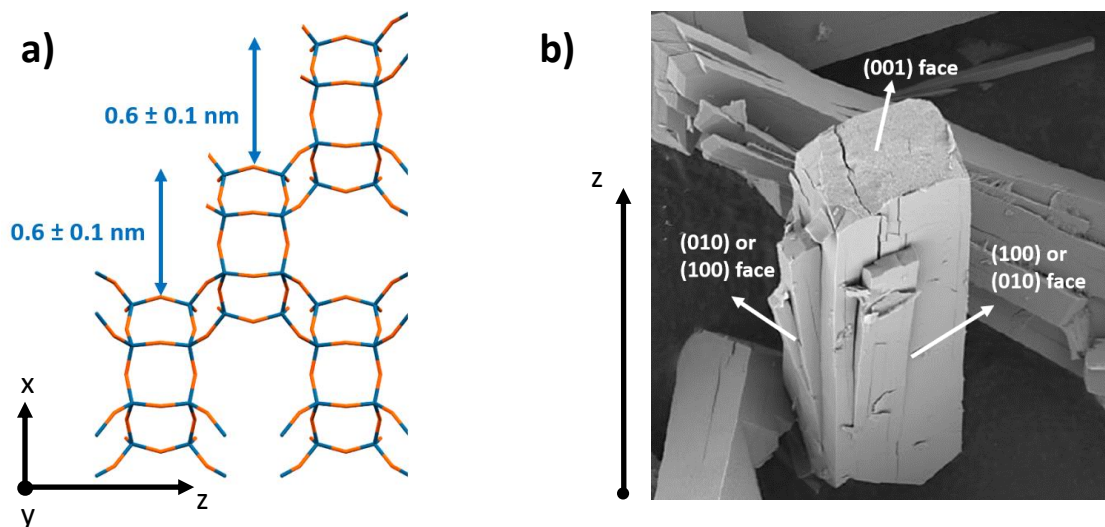 a)
0.6 ± 0.1 nm
0.6 ± 0.1 nm
x
y
z
b)
(001) face
z
(010) or
(100) face
(100) or
(010) face